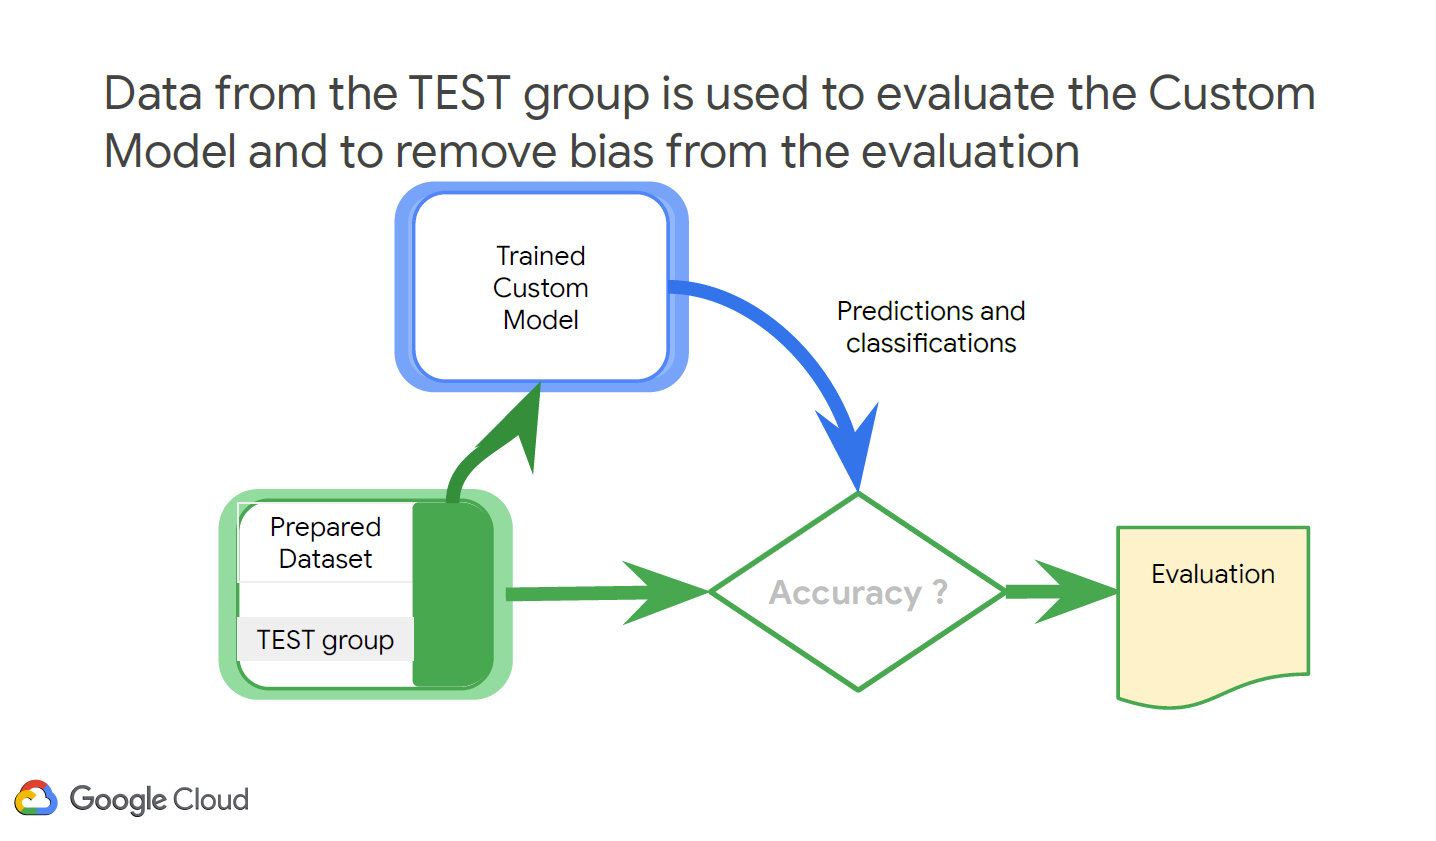 Data from the TEST group is used to evaluate the Custom
Model and to remove bias from the evaluation
Trained
Custom
Model
Predictions and
classifications
Prepared
Dataset
TEST group
Accuracy ?
Evaluation
Google Cloud